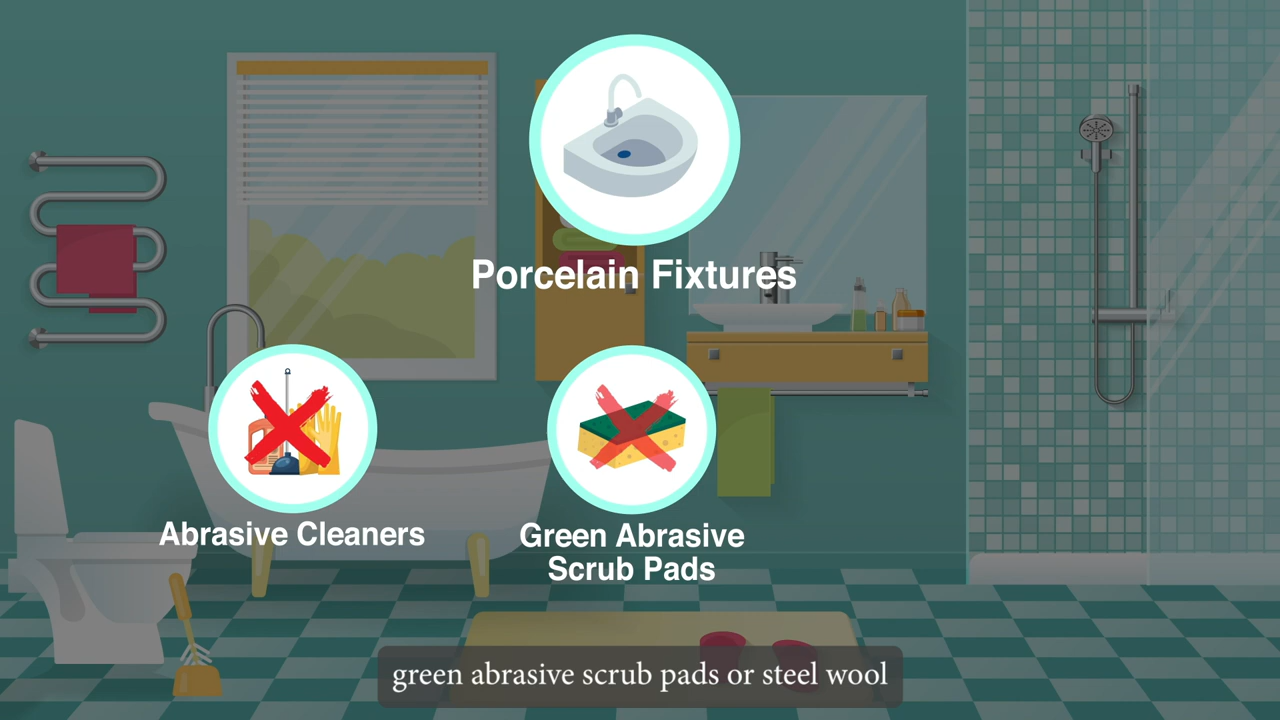 Porcelain Fixtures
Abrasive Cleaners
Green Abrasive
Scrub Pads
green abrasive scrub pads or steel wool